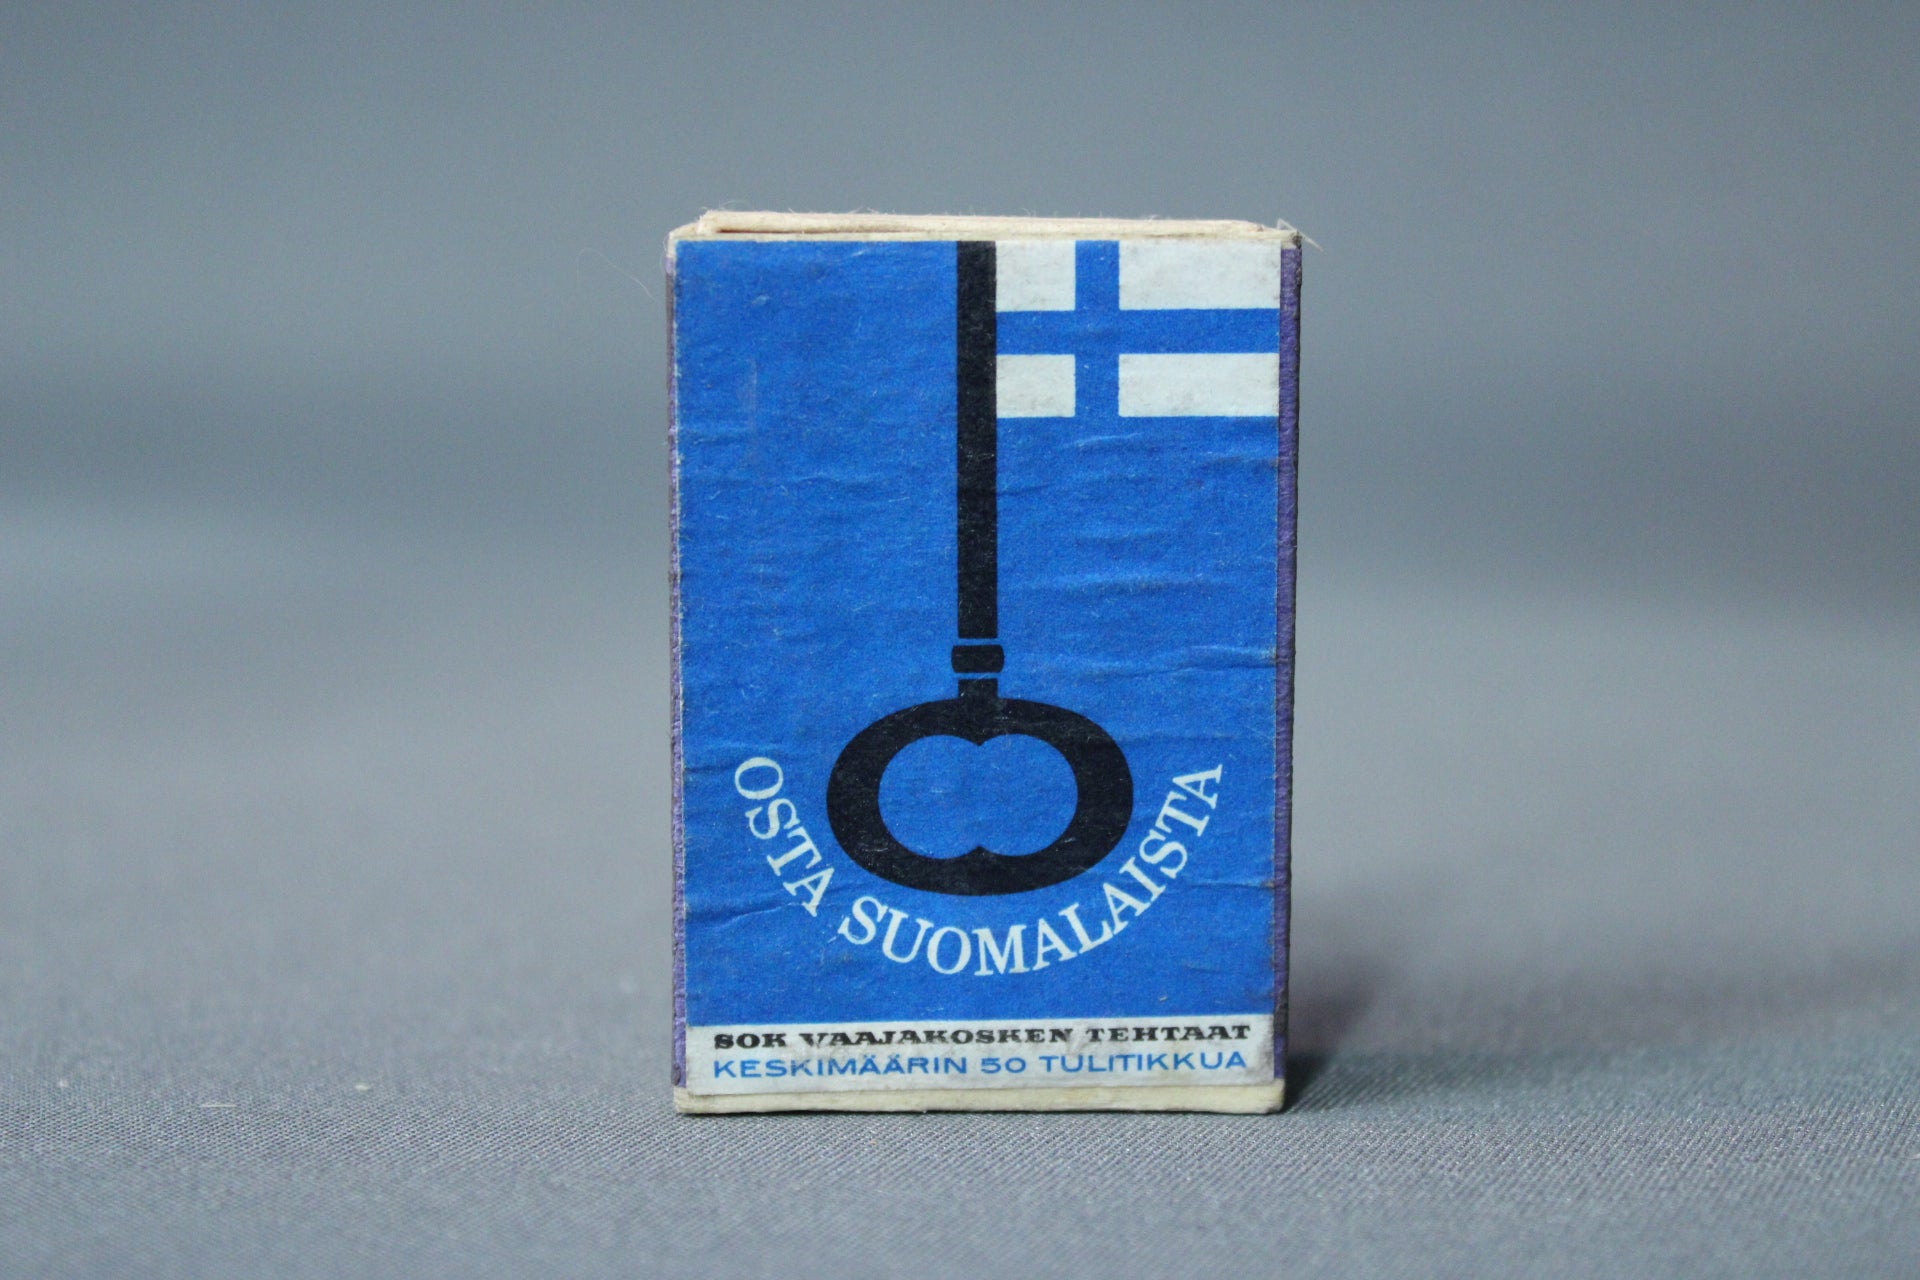 OSTA SUOMALAISTA
SOK VAAJAKOSKEN TEHTAAT
KESKIMÄÄRIN 50 TULITIKKUA